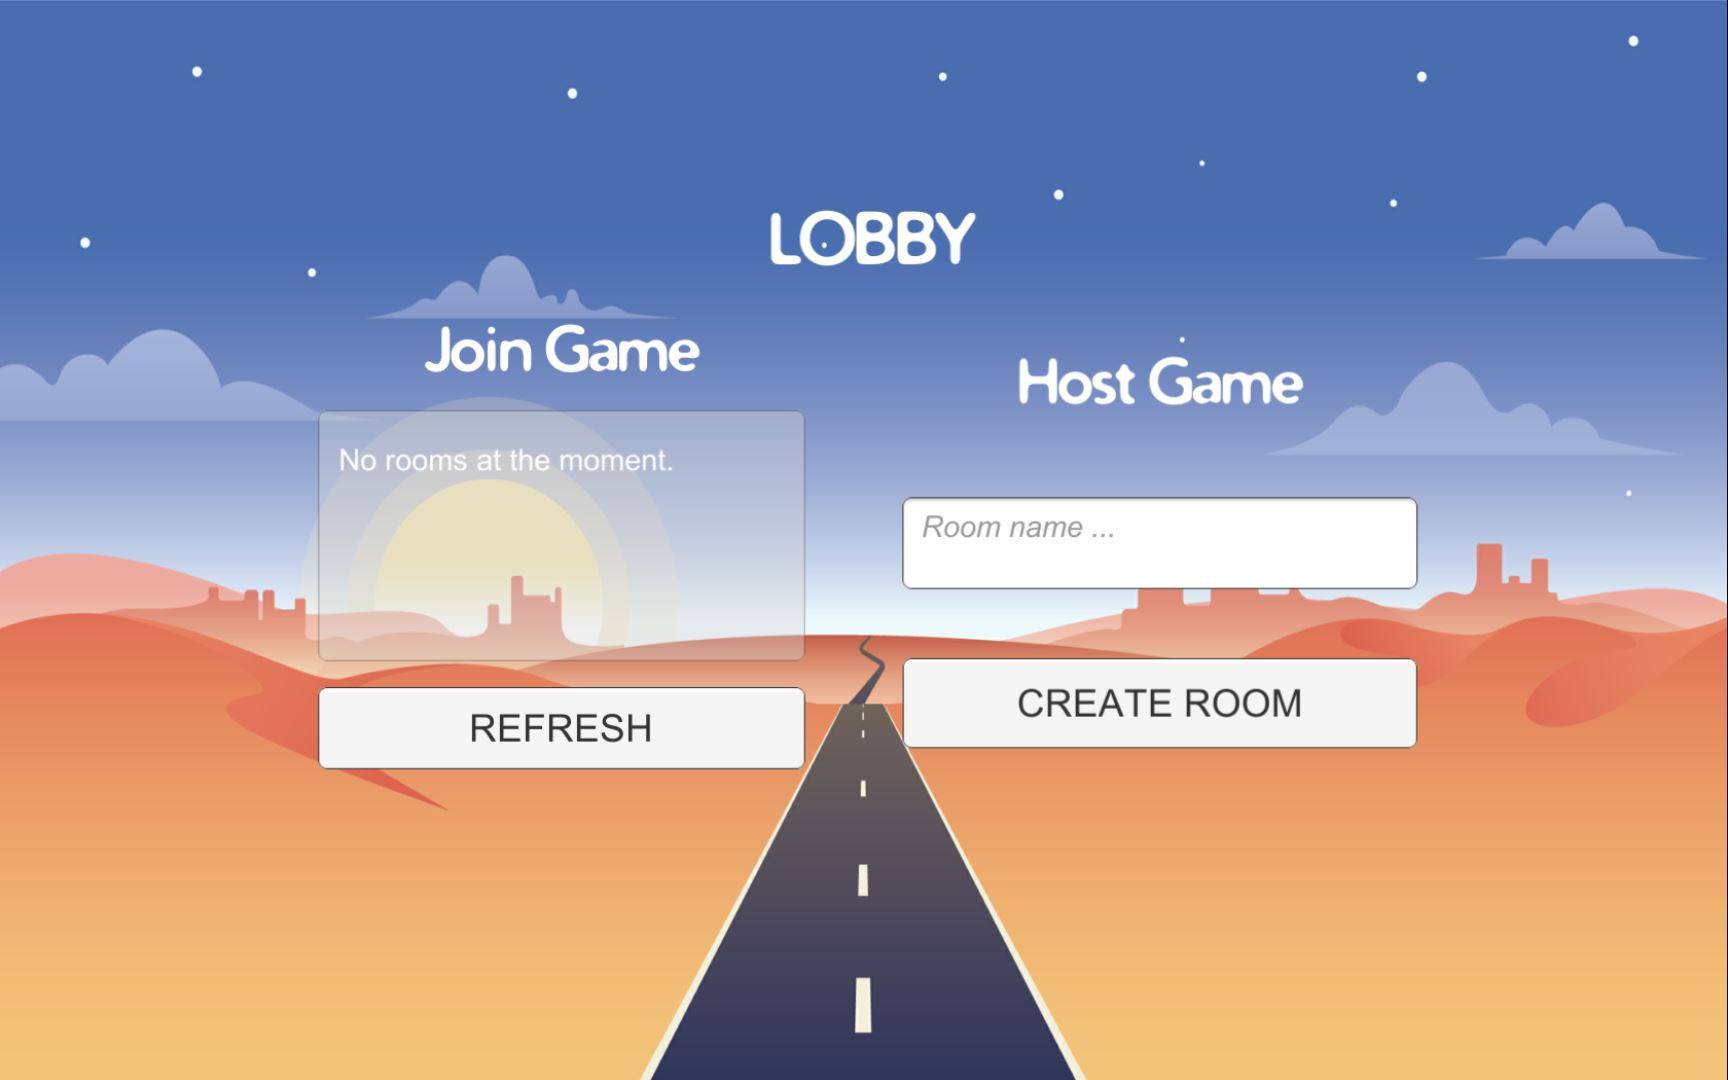 LOBBY
Join Game
No rooms at the moment.
REFRESH
Host Game
Room name ...
CREATE ROOM